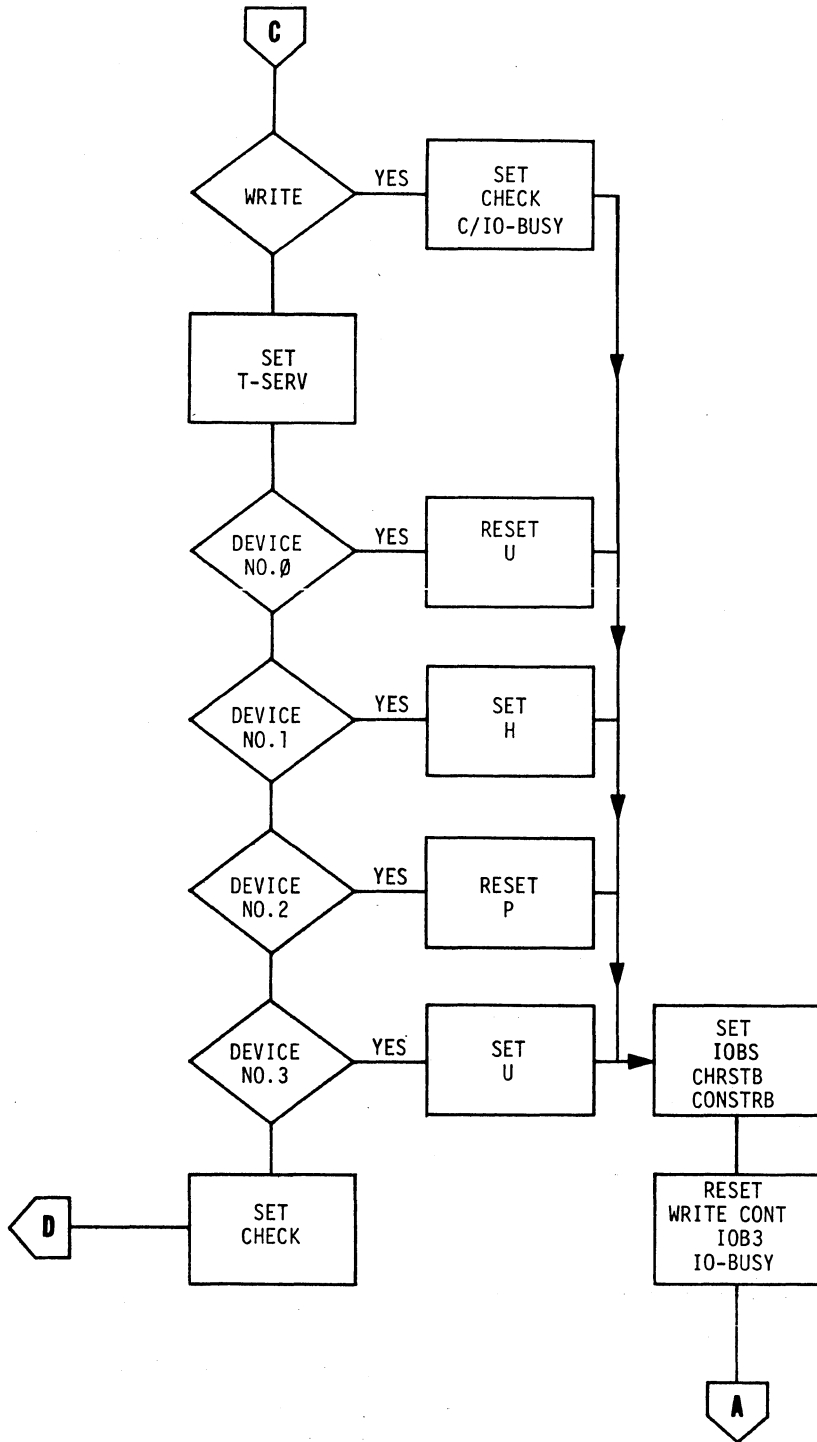 C
WRITE
YES
SET
CHECK
C/IO-BUSY
SET
T-SERV
DEVICE
NO.Ø
YES
RESET
U
DEVICE
NO.1
YES
SET
H
DEVICE
NO.2
YES
RESET
P
DEVICE
NO.3
YES
SET
U
SET
IOBS
CHRSTB
CONSTRB
D
SET
CHECK
RESET
WRITE CONT
IOB3
IO-BUSY
A